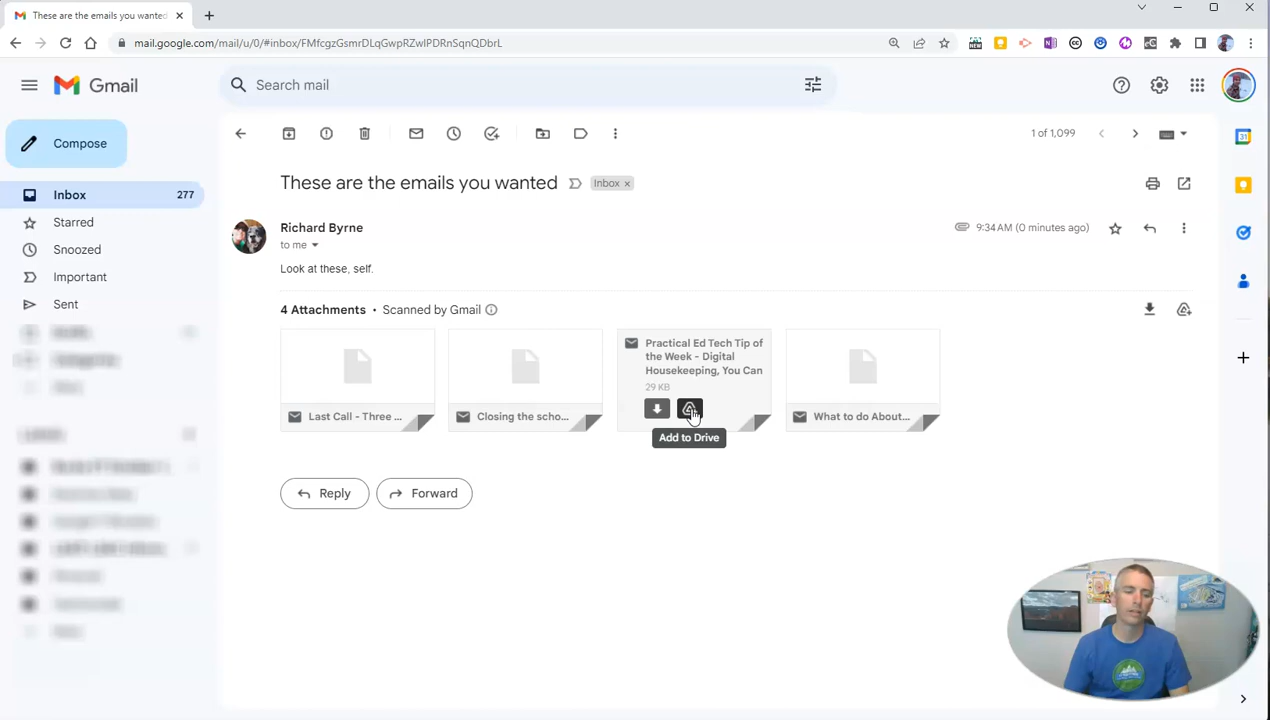 These are the emails you wanted
mail.google.com/mail/u/0/#inbox/FMfcgzGsmrDLqGwpRZwlPDRnSqnQDbrL
Gmail
Search mail
Compose
1 of 1,099
Inbox 277
Starred
Snoozed
Important
Sent
These are the emails you wanted
Inbox ×
Richard Byrne
9:34 AM (0 minutes ago)
to me
Look at these, self.
4 Attachments • Scanned by Gmail
Last Call - Three ...
Closing the scho...
Practical Ed Tech Tip of
the Week - Digital
Housekeeping, You Can
29 KB
Add to Drive
What to do About...
Reply
Forward